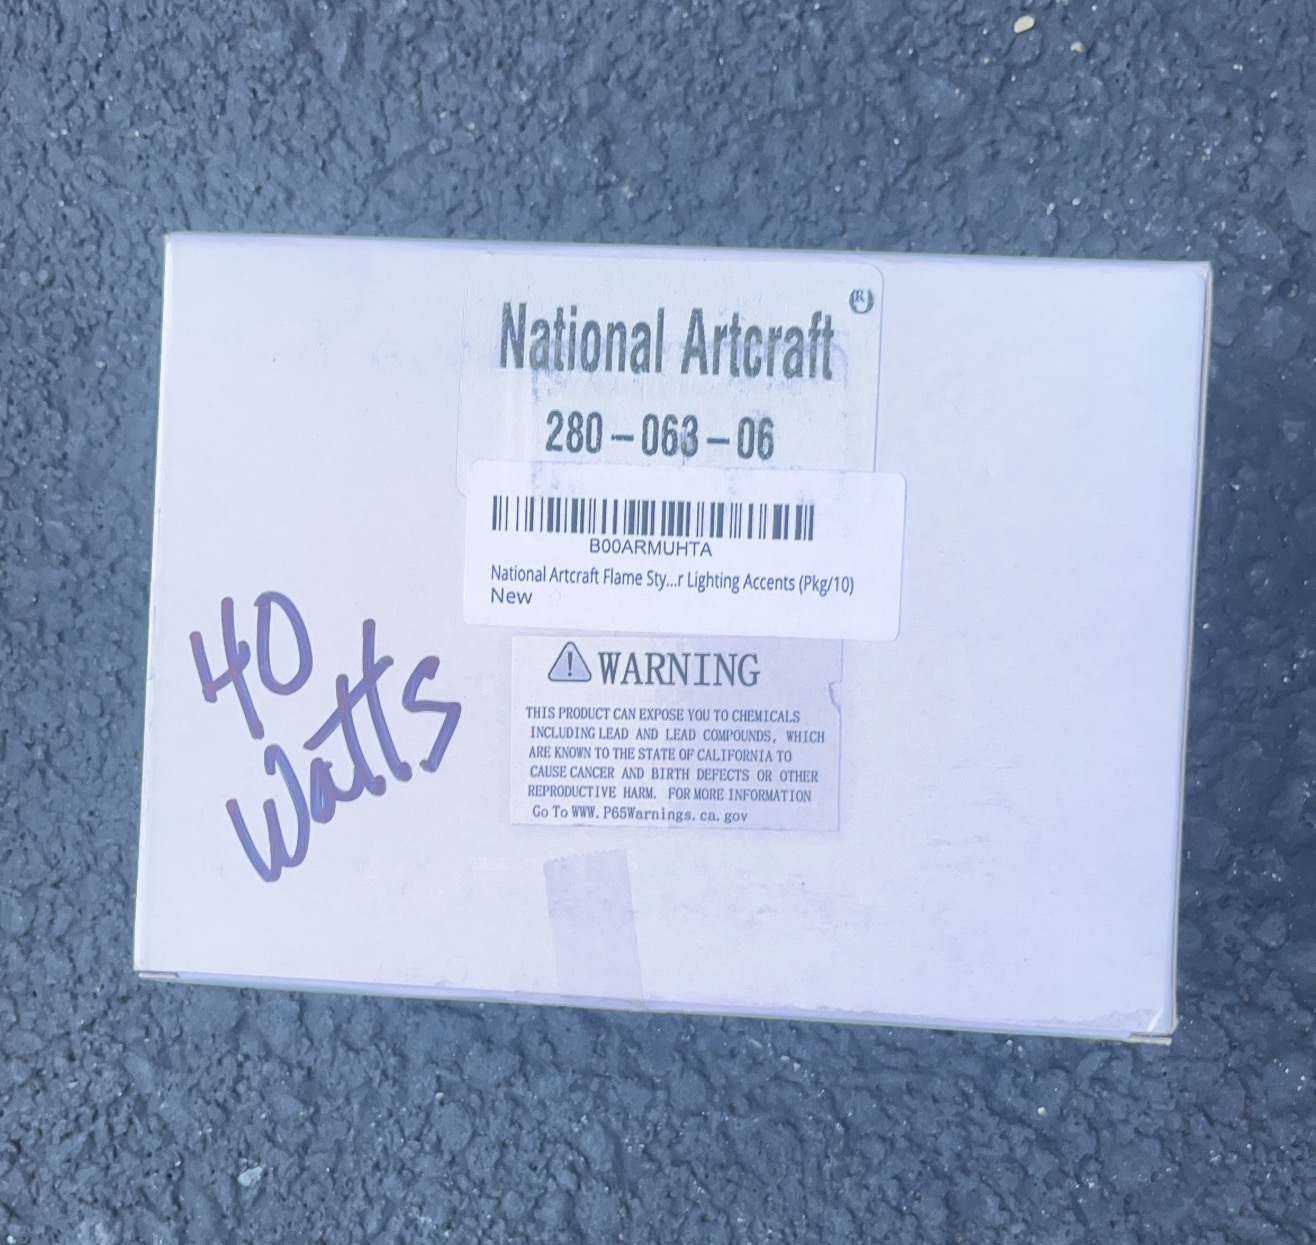 National Artcraft ®
280-063-06
B00ARMUHTA
National Artcraft Flame Sty...r Lighting Accents (Pkg/10)
New
40
Watts
⚠ WARNING
THIS PRODUCT CAN EXPOSE YOU TO CHEMICALS
INCLUDING LEAD AND LEAD COMPOUNDS, WHICH
ARE KNOWN TO THE STATE OF CALIFORNIA TO
CAUSE CANCER AND BIRTH DEFECTS OR OTHER
REPRODUCTIVE HARM. FOR MORE INFORMATION
Go To WWW.P65Warnings.ca.gov